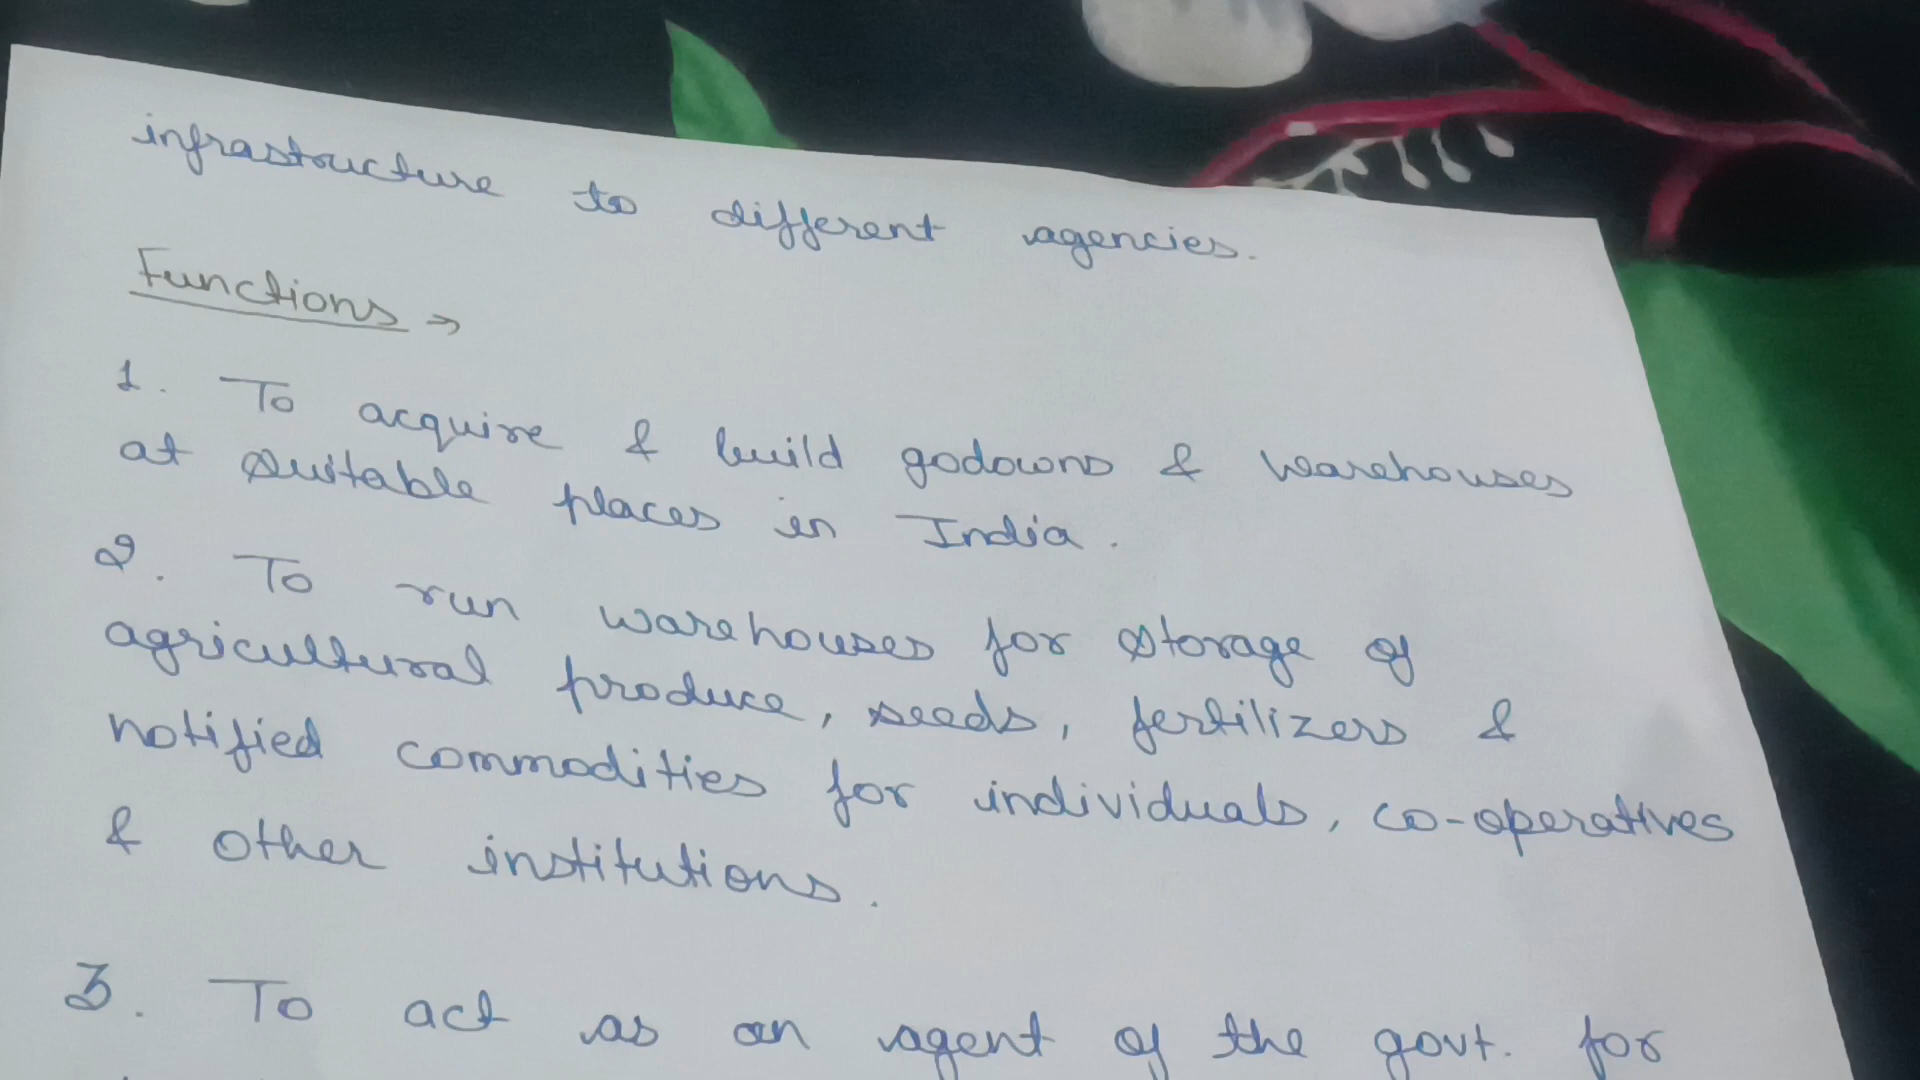 infrastructure to different agencies.
Functions →
1. To acquire & build godowns & warehouses
at suitable places in India.
2. To run warehouses for storage of
agricultural produce, seeds, fertilizers &
notified commodities for individuals, co-operatives
& other institutions.
3. To act as an agent of the govt. for